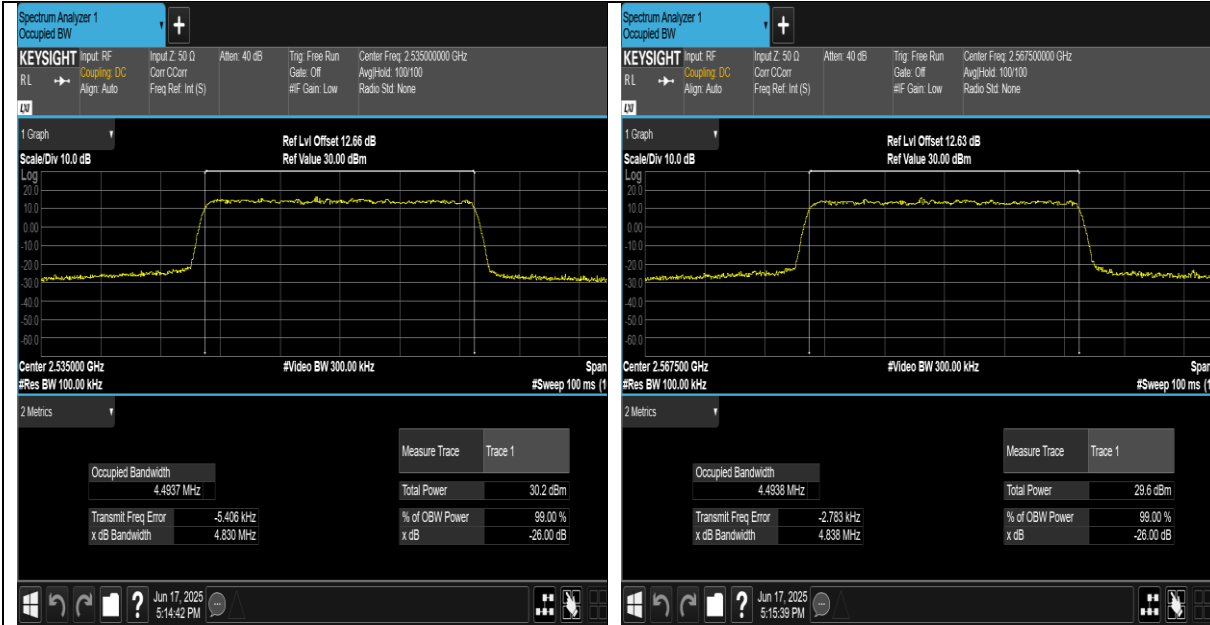 Spectrum Analyzer 1
Occupied BW
+
KEYSIGHT Input: RF Input Z: 50 Ω Atten: 40 dB Trig: Free Run Center Freq: 2.535000000 GHz
RL Coupling: DC Corr CCorr Gate: Off Avg|Hold: 100/100
Align: Auto Freq Ref: Int (S) #IF Gain: Low Radio Std: None
LXI
1 Graph
Ref Lvl Offset 12.66 dB
Scale/Div 10.0 dB Ref Value 30.00 dBm
Log
20.0
10.0
0.00
-10.0
-20.0
-30.0
-40.0
-50.0
-60.0
Center 2.535000 GHz #Video BW 300.00 kHz Span
#Res BW 100.00 kHz #Sweep 100 ms (1
2 Metrics
Measure Trace Trace 1
Occupied Bandwidth
4.4937 MHz
Total Power 30.2 dBm
Transmit Freq Error -5.406 kHz % of OBW Power 99.00 %
x dB Bandwidth 4.830 MHz x dB -26.00 dB
?
Jun 17, 2025
5:14:42 PM
Spectrum Analyzer 1
Occupied BW
+
KEYSIGHT Input: RF Input Z: 50 Ω Atten: 40 dB Trig: Free Run Center Freq: 2.567500000 GHz
RL Coupling: DC Corr CCorr Gate: Off Avg|Hold: 100/100
Align: Auto Freq Ref: Int (S) #IF Gain: Low Radio Std: None
LXI
1 Graph
Ref Lvl Offset 12.63 dB
Scale/Div 10.0 dB Ref Value 30.00 dBm
Log
20.0
10.0
0.00
-10.0
-20.0
-30.0
-40.0
-50.0
-60.0
Center 2.567500 GHz #Video BW 300.00 kHz Span
#Res BW 100.00 kHz #Sweep 100 ms (1
2 Metrics
Measure Trace Trace 1
Occupied Bandwidth
4.4938 MHz
Total Power 29.6 dBm
Transmit Freq Error -2.783 kHz % of OBW Power 99.00 %
x dB Bandwidth 4.838 MHz x dB -26.00 dB
?
Jun 17, 2025
5:15:39 PM